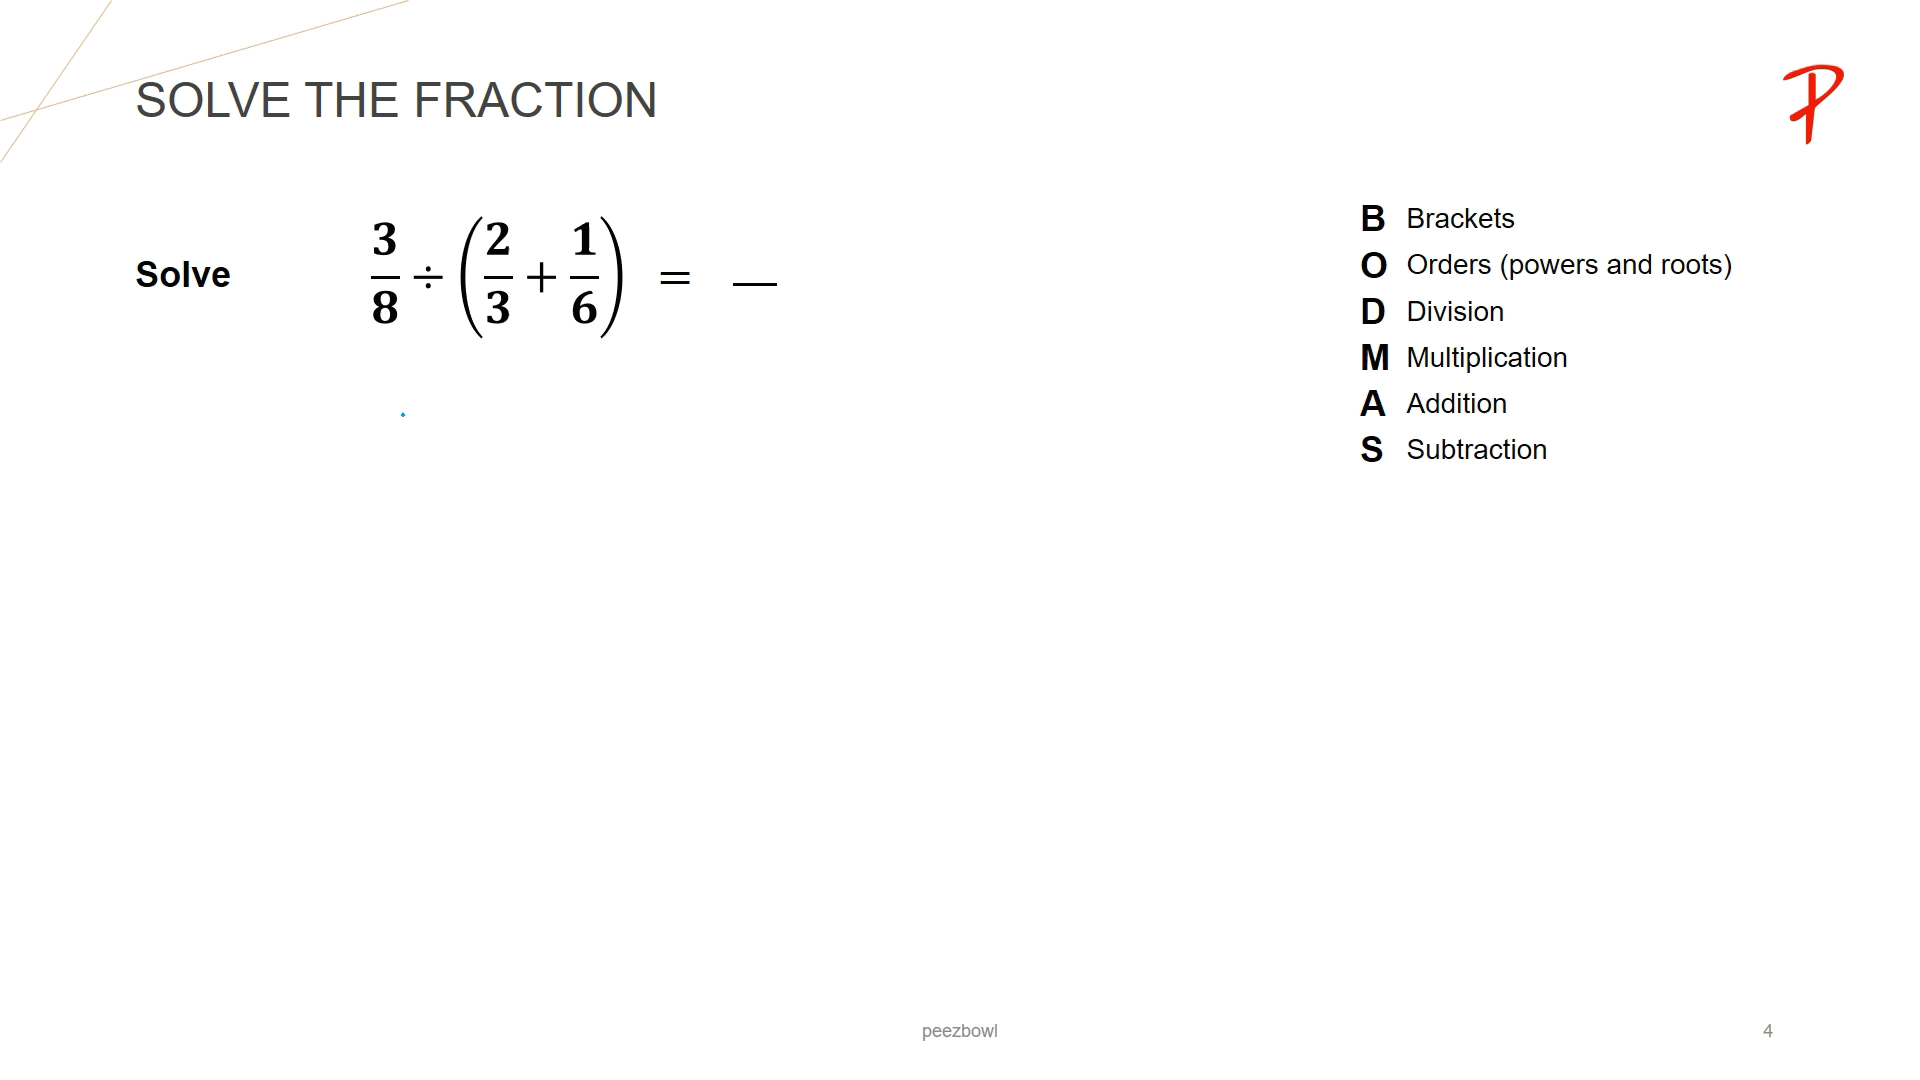 SOLVE THE FRACTION
P
Solve 3/8 ÷ (2/3 + 1/6) = __
B Brackets
O Orders (powers and roots)
D Division
M Multiplication
A Addition
S Subtraction
peezbowl
4